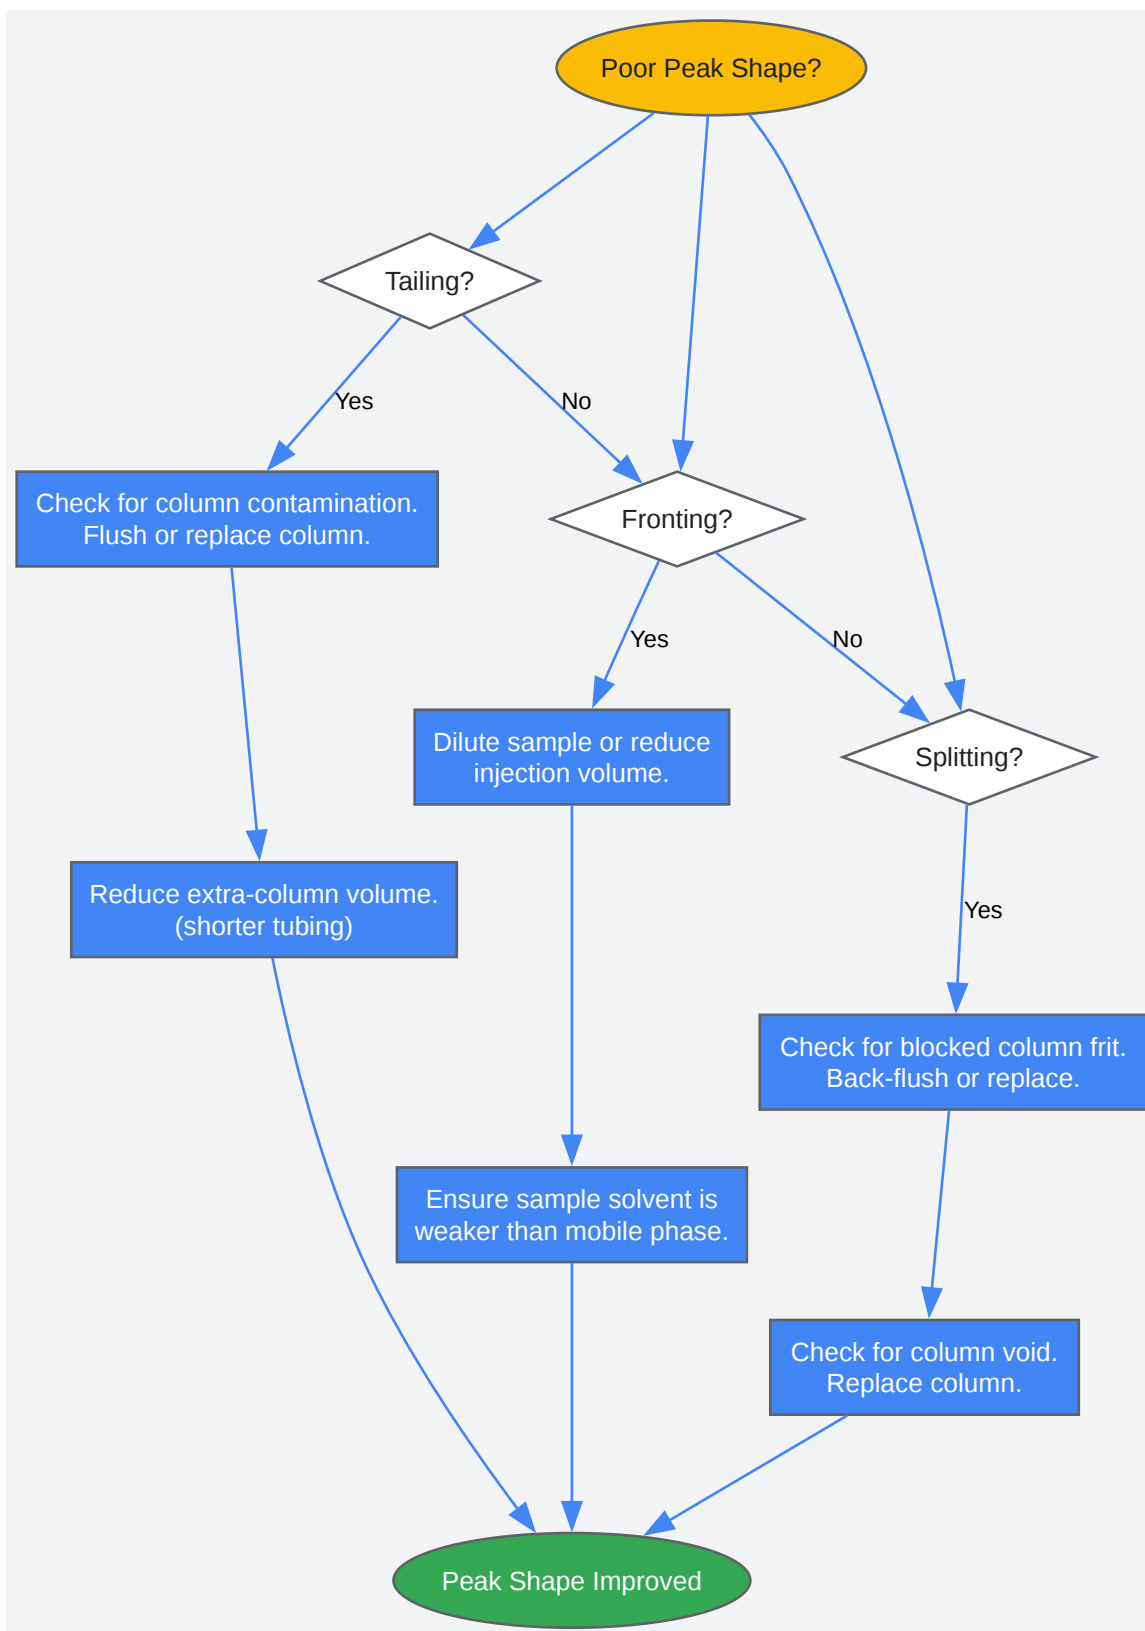 Poor Peak Shape?
Tailing?
Yes
No
Check for column contamination.
Flush or replace column.
Fronting?
Yes
No
Dilute sample or reduce
injection volume.
Splitting?
Reduce extra-column volume.
(shorter tubing)
Yes
Check for blocked column frit.
Back-flush or replace.
Ensure sample solvent is
weaker than mobile phase.
Check for column void.
Replace column.
Peak Shape Improved